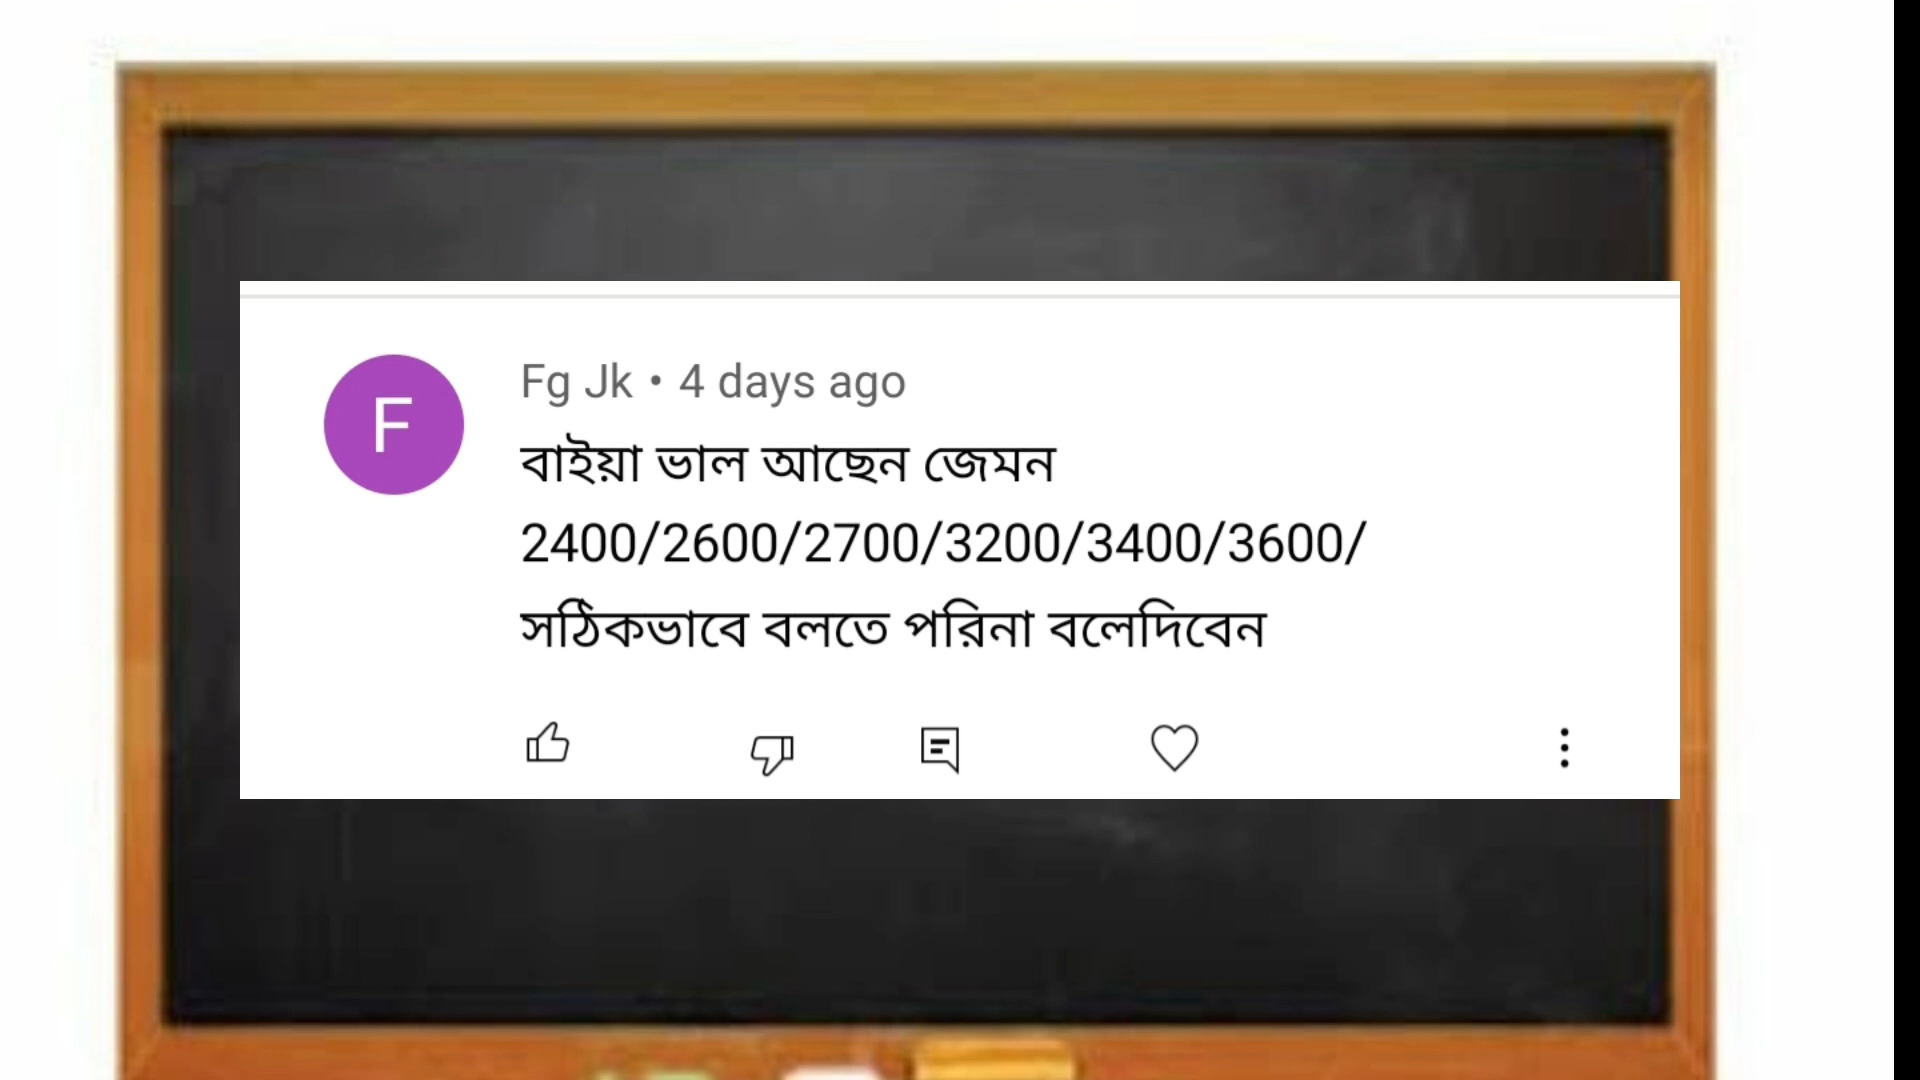 F
Fg Jk • 4 days ago
বাইয়া ভাল আছেন জেমন
2400/2600/2700/3200/3400/3600/
সঠিকভাবে বলতে পরিনা বলেদিবেন